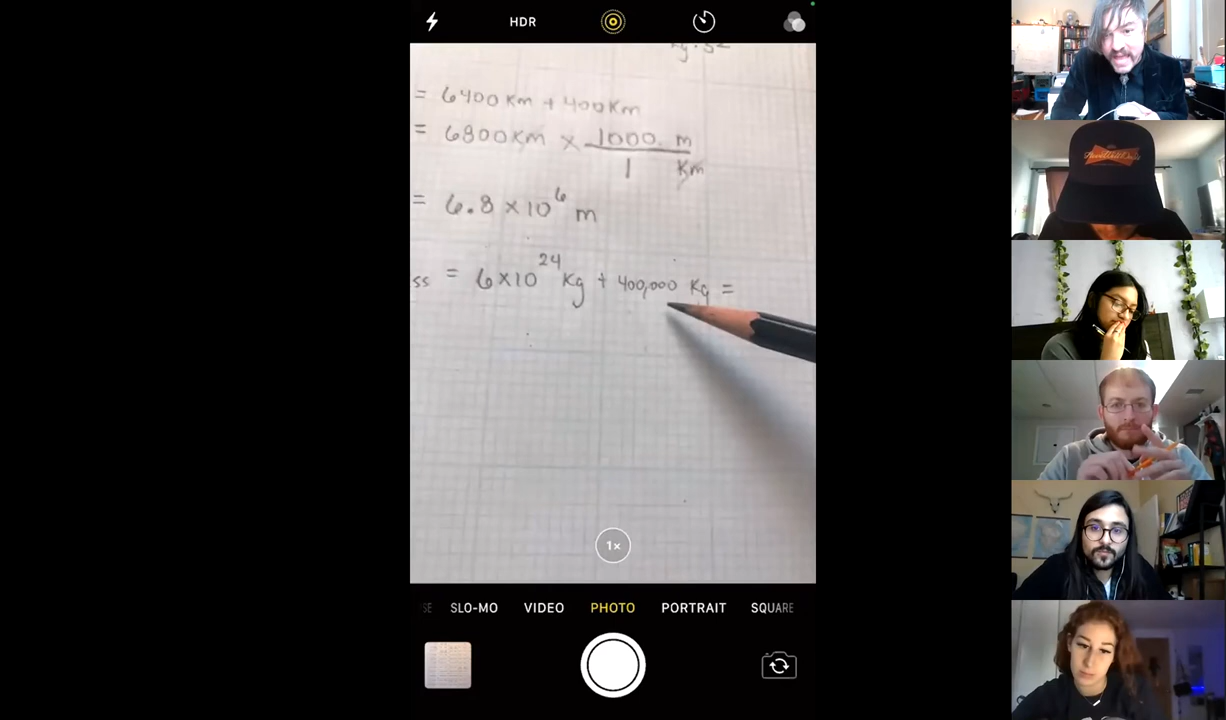 HDR
= 6400 Km + 400 Km
= 6800 Km × 1000 m
1 Km
= 6.8 × 10⁶ m
ss = 6 × 10²⁴ Kg + 400,000 Kg =
1×
SLO-MO VIDEO PHOTO PORTRAIT SQUARE